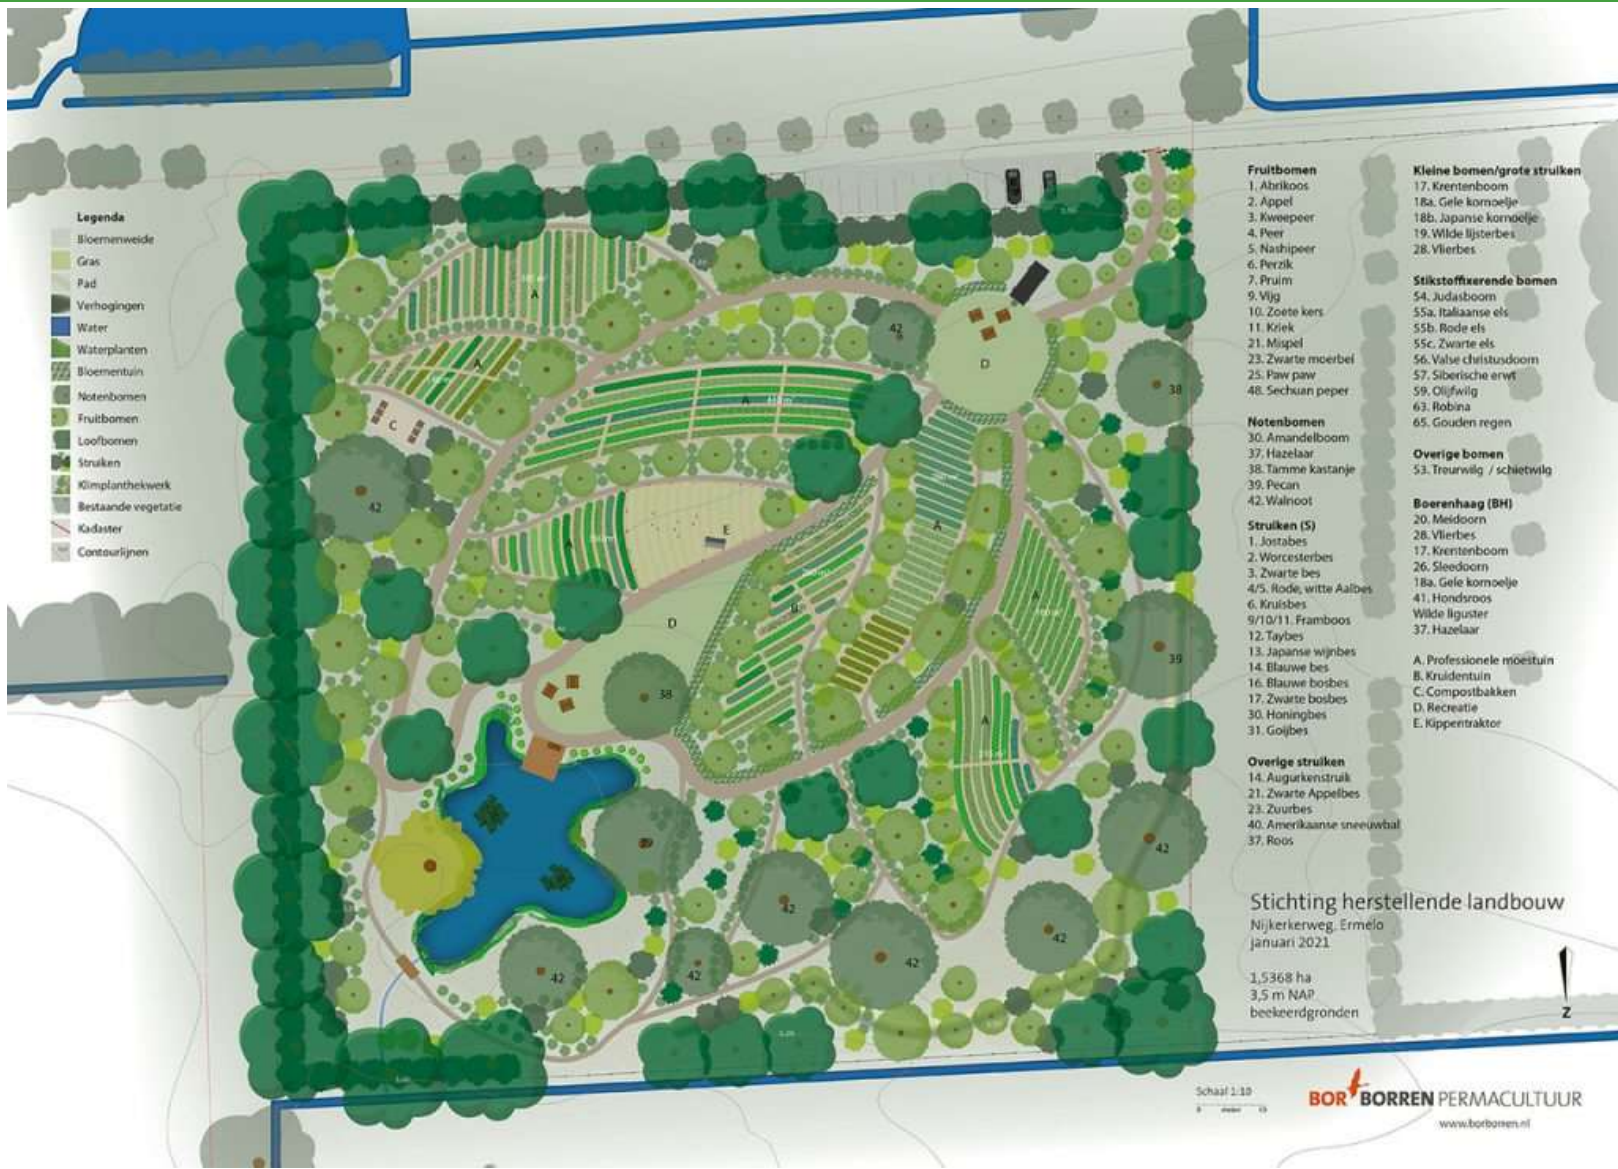 Legenda
Bloemenweide
Gras
Pad
Verhogingen
Water
Waterplanten
Bloementuin
Notenbomen
Fruitbomen
Loofbomen
Struiken
Klimplanthekwerk
Bestaande vegetatie
Kadaster
Contourlijnen
A
A
C
42
42
D
38
A
A
E
A
D
B
A
A
38
39
38
A
39
42
42
42
42
42
42
Fruitbomen
1. Abrikoos
2. Appel
3. Kweepeer
4. Peer
5. Nashipeer
6. Perzik
7. Pruim
9. Vijg
10. Zoete kers
11. Kriek
21. Mispel
23. Zwarte moerbei
25. Paw paw
48. Sechuan peper
Notenbomen
30. Amandelboom
37. Hazelaar
38. Tamme kastanje
39. Pecan
42. Walnoot
Struiken (S)
1. Jostabes
2. Worcesterbes
3. Zwarte bes
4/5. Rode, witte Aalbes
6. Kruisbes
9/10/11. Framboos
12. Taybes
13. Japanse wijnbes
14. Blauwe bes
16. Blauwe bosbes
17. Zwarte bosbes
30. Honingbes
31. Gojibes
Overige struiken
14. Augurkenstruik
21. Zwarte Appelbes
23. Zuurbes
40. Amerikaanse sneeuwbal
37. Roos
Kleine bomen/grote struiken
17. Krentenboom
18a. Gele kornoelje
18b. Japanse kornoelje
19. Wilde lijsterbes
28. Vlierbes
Stikstoffixerende bomen
54. Judasboom
55a. Italiaanse els
55b. Rode els
55c. Zwarte els
56. Valse christusdoorn
57. Siberische erwt
59. Olijfwilg
63. Robina
65. Gouden regen
Overige bomen
53. Treurwilg / schietwilg
Boerenhaag (BH)
20. Meidoorn
28. Vlierbes
17. Krentenboom
26. Sleedoorn
18a. Gele kornoelje
41. Hondsroos
Wilde liguster
37. Hazelaar
A. Professionele moestuin
B. Kruidentuin
C. Compostbakken
D. Recreatie
E. Kippentraktor
Stichting herstellende landbouw
Nijkerkerweg, Ermelo
januari 2021
1,5368 ha
3,5 m NAP
beekeerdgronden
Z
Schaal 1:10
BOR BORREN PERMACULTUUR
www.borborren.nl